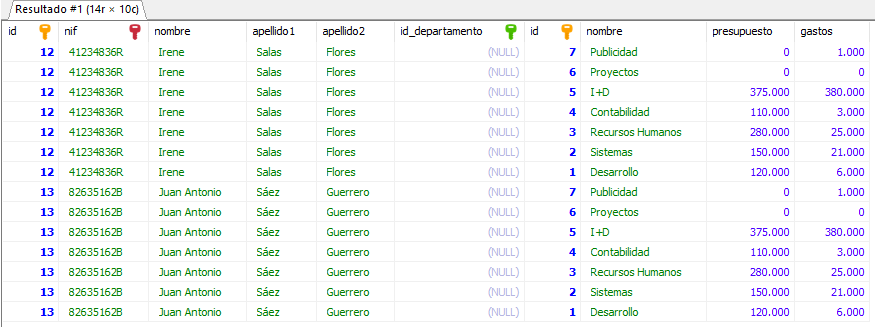 Resultado #1 (14r × 10c)
id nif nombre apellido1 apellido2 id_departamento id nombre presupuesto gastos
12 41234836R Irene Salas Flores (NULL) 7 Publicidad 0 1.000
12 41234836R Irene Salas Flores (NULL) 6 Proyectos 0 0
12 41234836R Irene Salas Flores (NULL) 5 I+D 375.000 380.000
12 41234836R Irene Salas Flores (NULL) 4 Contabilidad 110.000 3.000
12 41234836R Irene Salas Flores (NULL) 3 Recursos Humanos 280.000 25.000
12 41234836R Irene Salas Flores (NULL) 2 Sistemas 150.000 21.000
12 41234836R Irene Salas Flores (NULL) 1 Desarrollo 120.000 6.000
13 82635162B Juan Antonio Sáez Guerrero (NULL) 7 Publicidad 0 1.000
13 82635162B Juan Antonio Sáez Guerrero (NULL) 6 Proyectos 0 0
13 82635162B Juan Antonio Sáez Guerrero (NULL) 5 I+D 375.000 380.000
13 82635162B Juan Antonio Sáez Guerrero (NULL) 4 Contabilidad 110.000 3.000
13 82635162B Juan Antonio Sáez Guerrero (NULL) 3 Recursos Humanos 280.000 25.000
13 82635162B Juan Antonio Sáez Guerrero (NULL) 2 Sistemas 150.000 21.000
13 82635162B Juan Antonio Sáez Guerrero (NULL) 1 Desarrollo 120.000 6.000